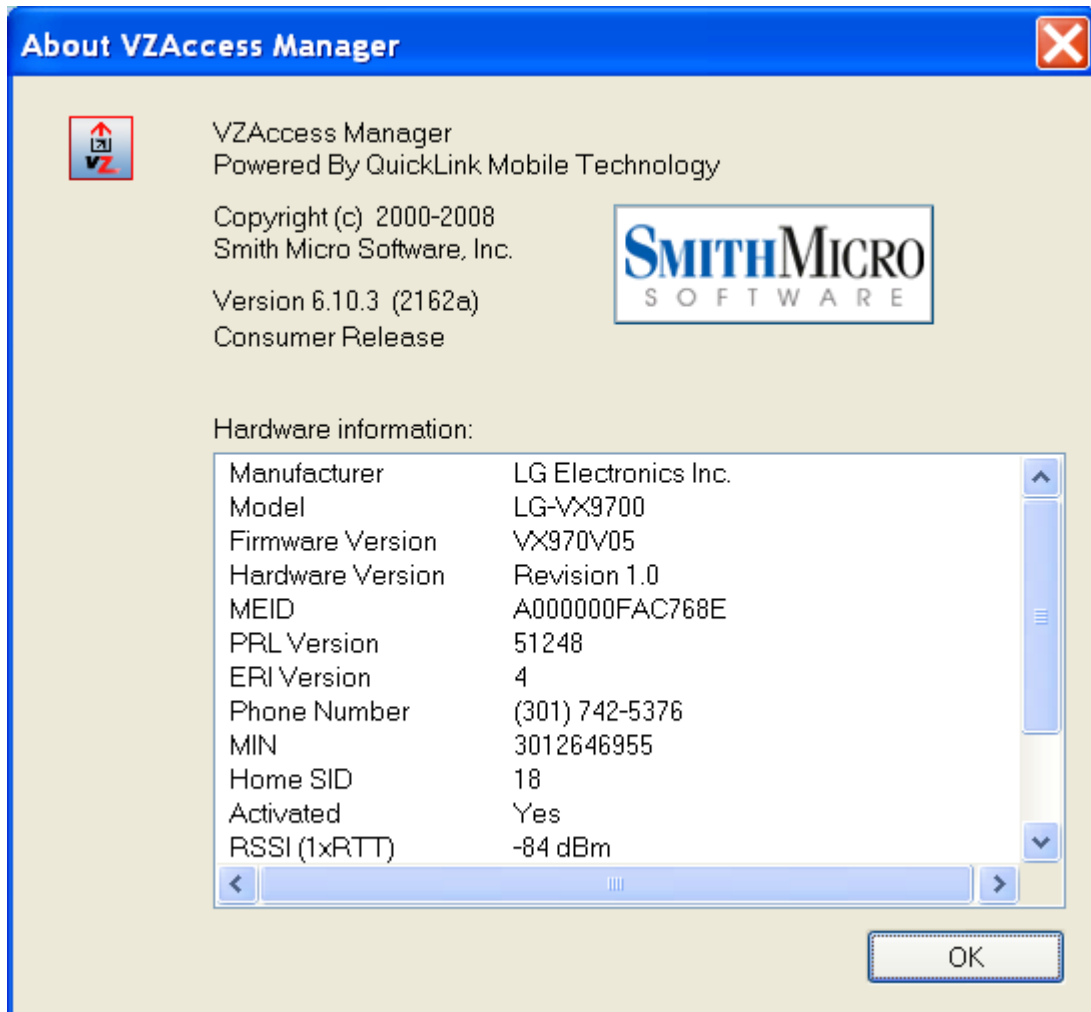 About VZAccess Manager
VZ
VZAccess Manager
Powered By QuickLink Mobile Technology
Copyright (c) 2000-2008
Smith Micro Software, Inc.
SMITHMICRO
SOFTWARE
Version 6.10.3 (2162a)
Consumer Release
Hardware information:
Manufacturer LG Electronics Inc.
Model LG-VX9700
Firmware Version VX970V05
Hardware Version Revision 1.0
MEID A000000FAC768E
PRL Version 51248
ERI Version 4
Phone Number (301) 742-5376
MIN 3012646955
Home SID 18
Activated Yes
RSSI (1xRTT) -84 dBm
OK